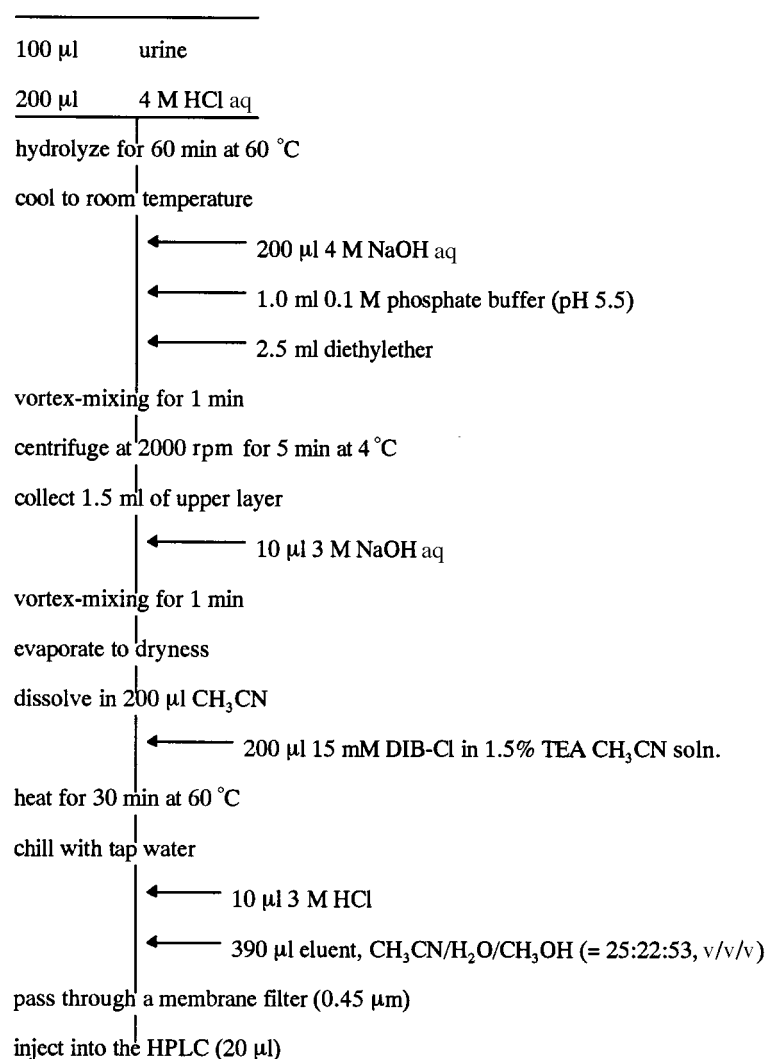 100 μl urine
200 μl 4 M HCl aq
hydrolyze for 60 min at 60 °C
cool to room temperature
200 μl 4 M NaOH aq
1.0 ml 0.1 M phosphate buffer (pH 5.5)
2.5 ml diethylether
vortex-mixing for 1 min
centrifuge at 2000 rpm for 5 min at 4 °C
collect 1.5 ml of upper layer
10 μl 3 M NaOH aq
vortex-mixing for 1 min
evaporate to dryness
dissolve in 200 μl CH₃CN
200 μl 15 mM DIB-Cl in 1.5% TEA CH₃CN soln.
heat for 30 min at 60 °C
chill with tap water
10 μl 3 M HCl
390 μl eluent, CH₃CN/H₂O/CH₃OH (= 25:22:53, v/v/v)
pass through a membrane filter (0.45 μm)
inject into the HPLC (20 μl)